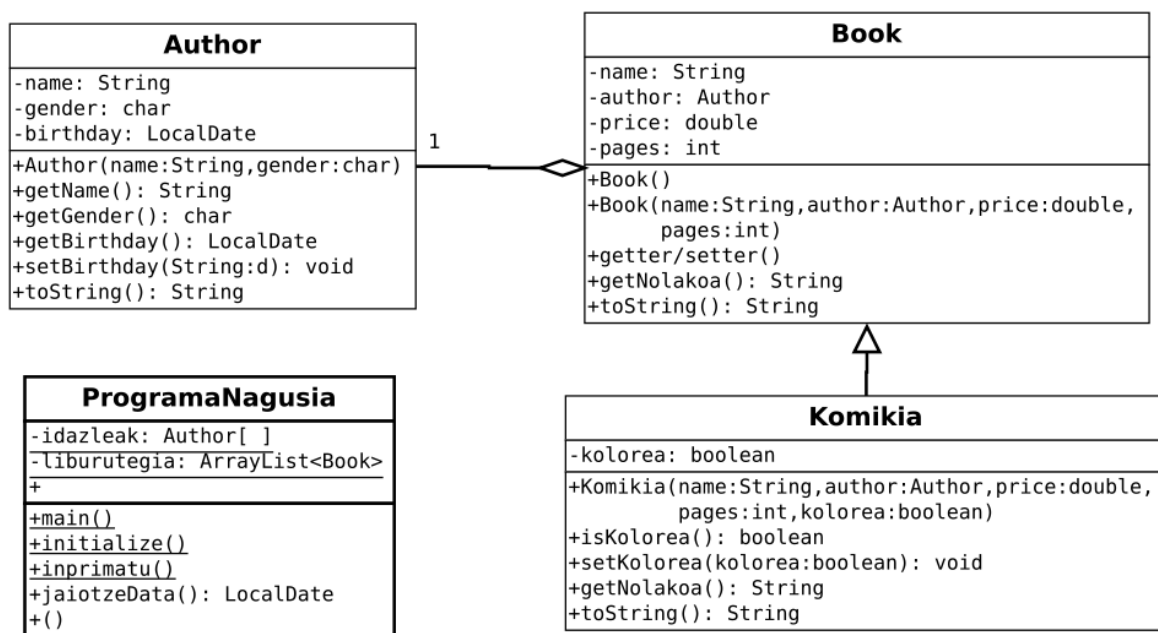 Author
-name: String
-gender: char
-birthday: LocalDate
+Author(name:String,gender:char)
+getName(): String
+getGender(): char
+getBirthday(): LocalDate
+setBirthday(String:d): void
+toString(): String
1
Book
-name: String
-author: Author
-price: double
-pages: int
+Book()
+Book(name:String,author:Author,price:double,
pages:int)
+getter/setter()
+getNolakoa(): String
+toString(): String
ProgramaNagusia
-idazleak: Author[ ]
-liburutegia: ArrayList<Book>
+
+main()
+initialize()
+inprimatu()
+jaiotzeData(): LocalDate
+()
Komikia
-kolorea: boolean
+Komikia(name:String,author:Author,price:double,
pages:int,kolorea:boolean)
+isKolorea(): boolean
+setKolorea(kolorea:boolean): void
+getNolakoa(): String
+toString(): String